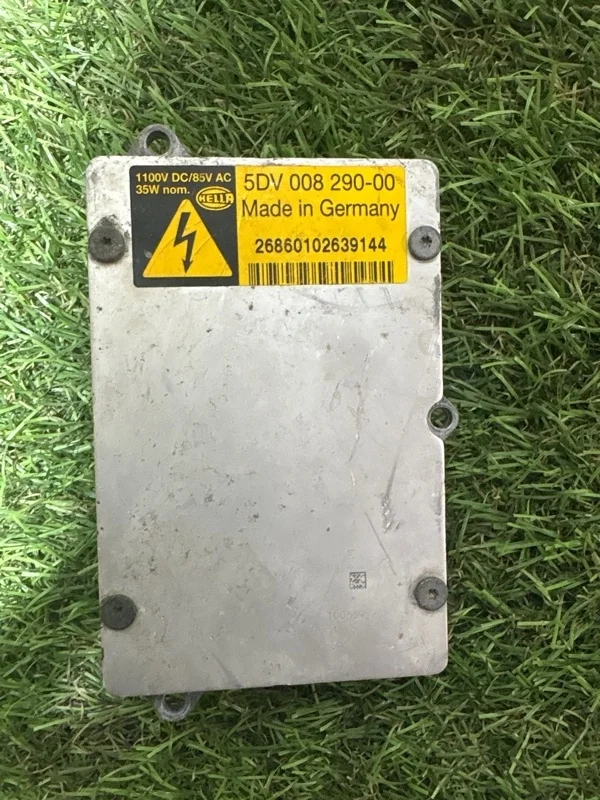 1100V DC/85V AC
35W nom.
HELLA
5DV 008 290-00
Made in Germany
26860102639144